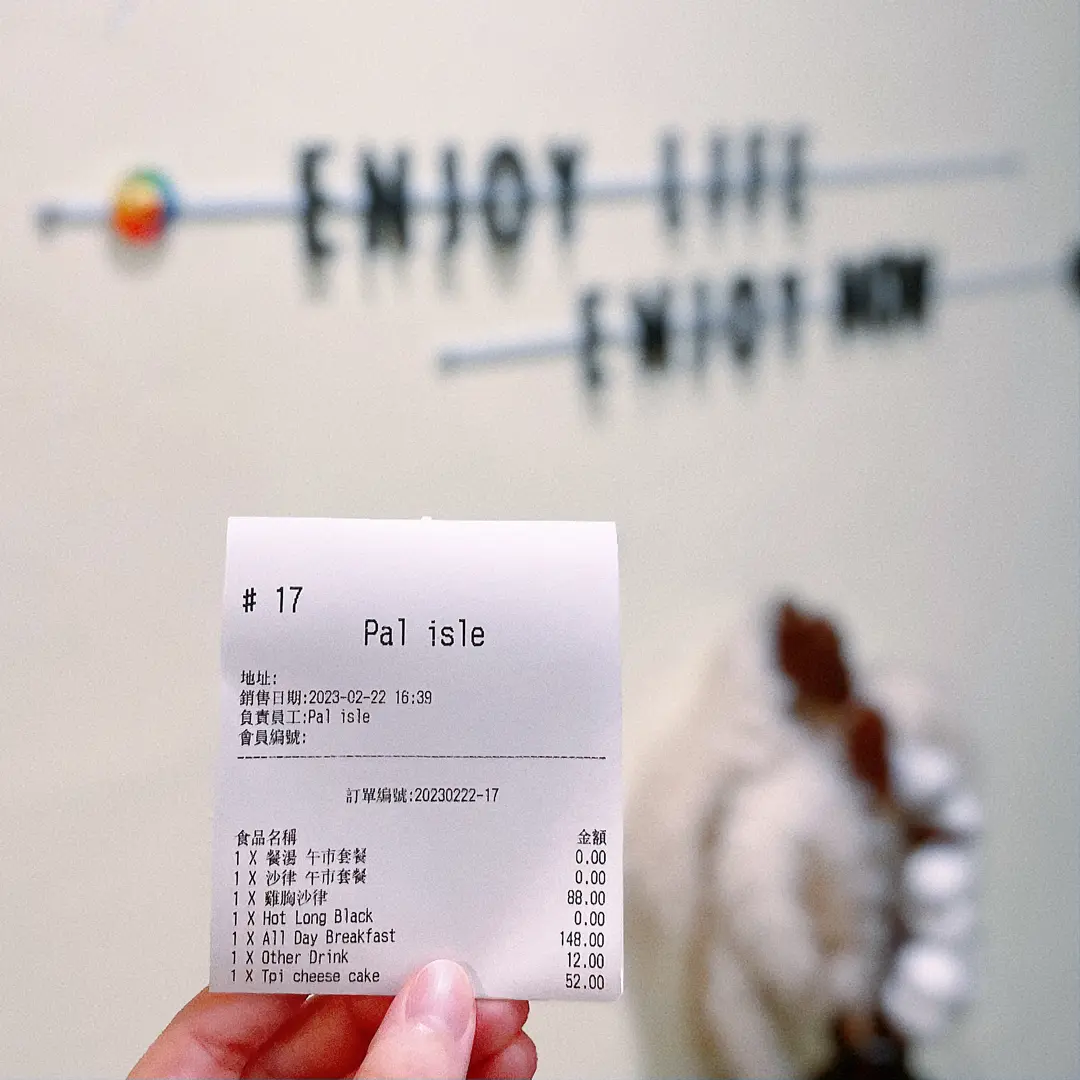 ENJOY LIFE
ENJOY NOW
# 17
Pal isle
地址:
銷售日期:2023-02-22 16:39
負責員工:Pal isle
會員編號:
訂單編號:20230222-17
食品名稱 金額
1 X 餐湯 午市套餐 0.00
1 X 沙律 午市套餐 0.00
1 X 雞胸沙律 88.00
1 X Hot Long Black 0.00
1 X All Day Breakfast 148.00
1 X Other Drink 12.00
1 X Tpi cheese cake 52.00